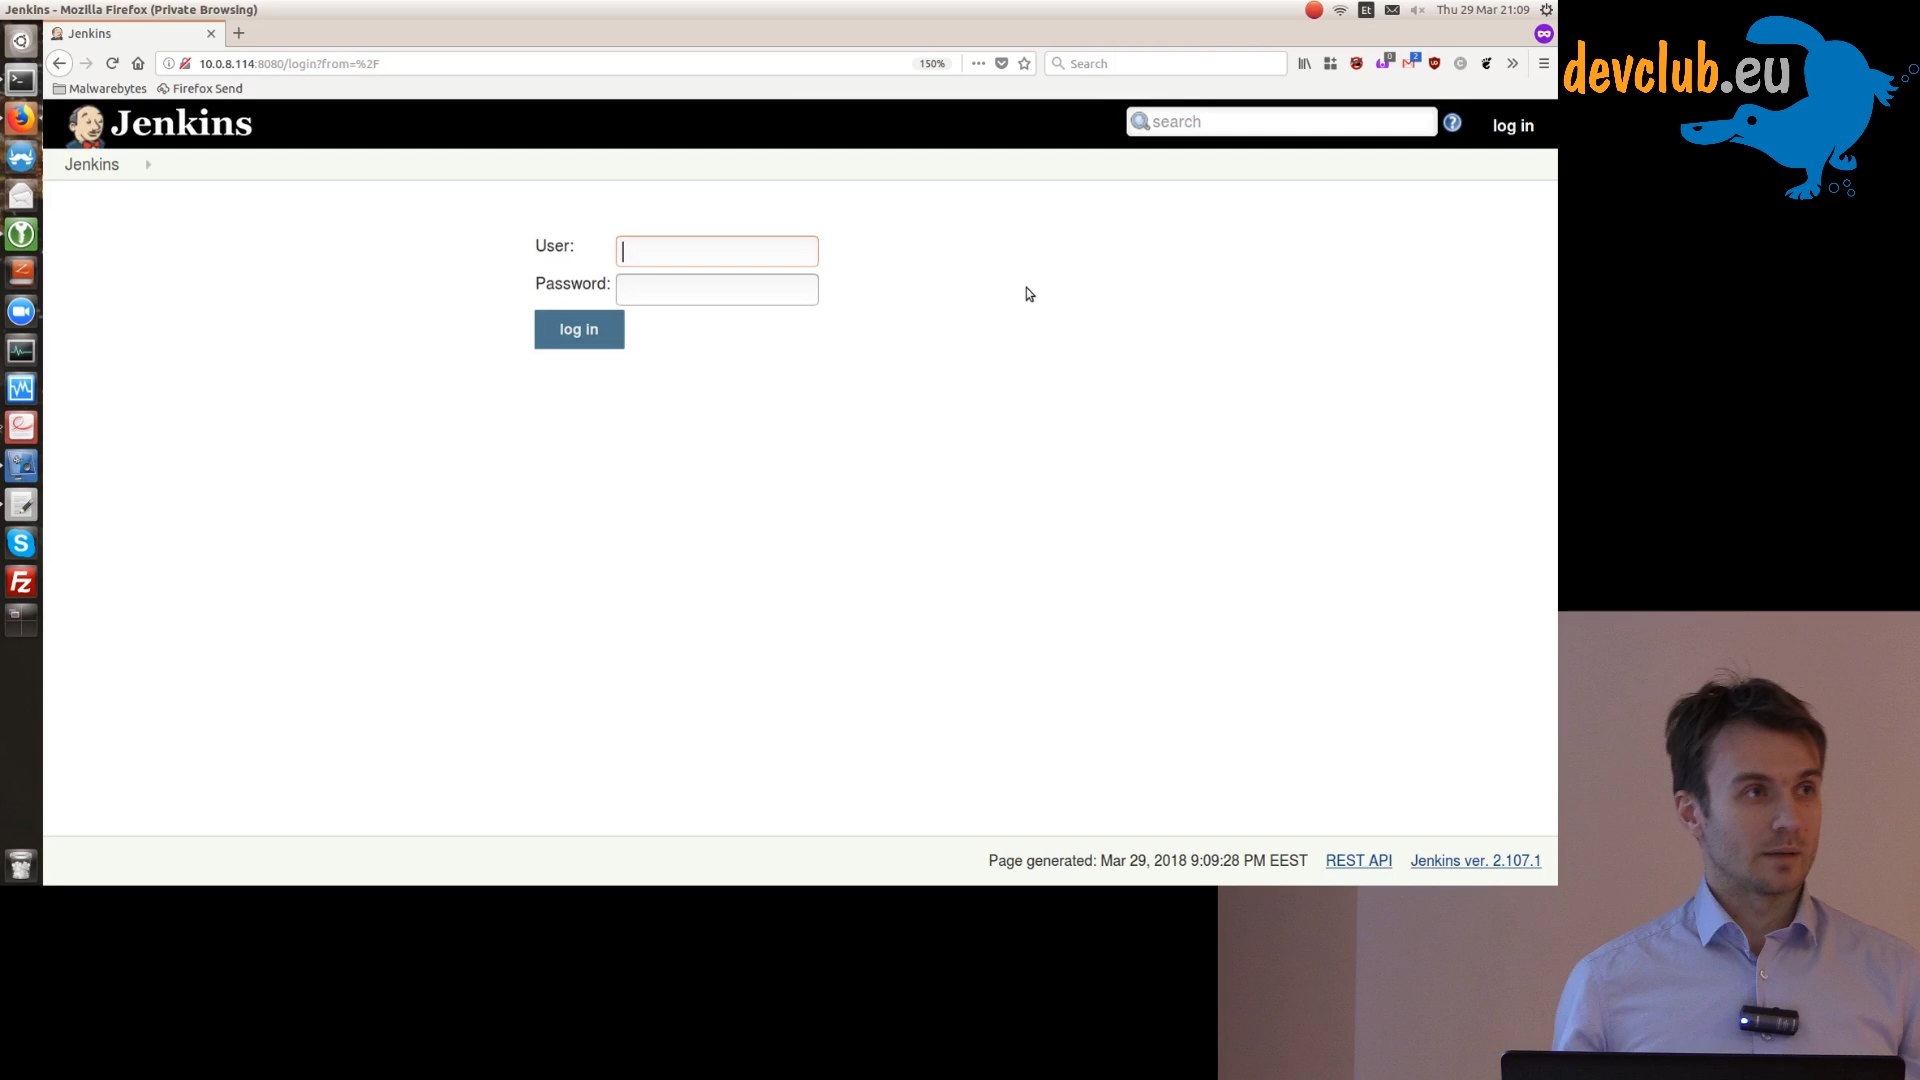 Jenkins - Mozilla Firefox (Private Browsing)
Et
Thu 29 Mar 21:09
Jenkins
10.0.8.114:8080/login?from=%2F
150%
Search
Malwarebytes
Firefox Send
Jenkins
search
log in
Jenkins
User:
Password:
log in
Page generated: Mar 29, 2018 9:09:28 PM EEST
REST API
Jenkins ver. 2.107.1
devclub.eu
S
Fz